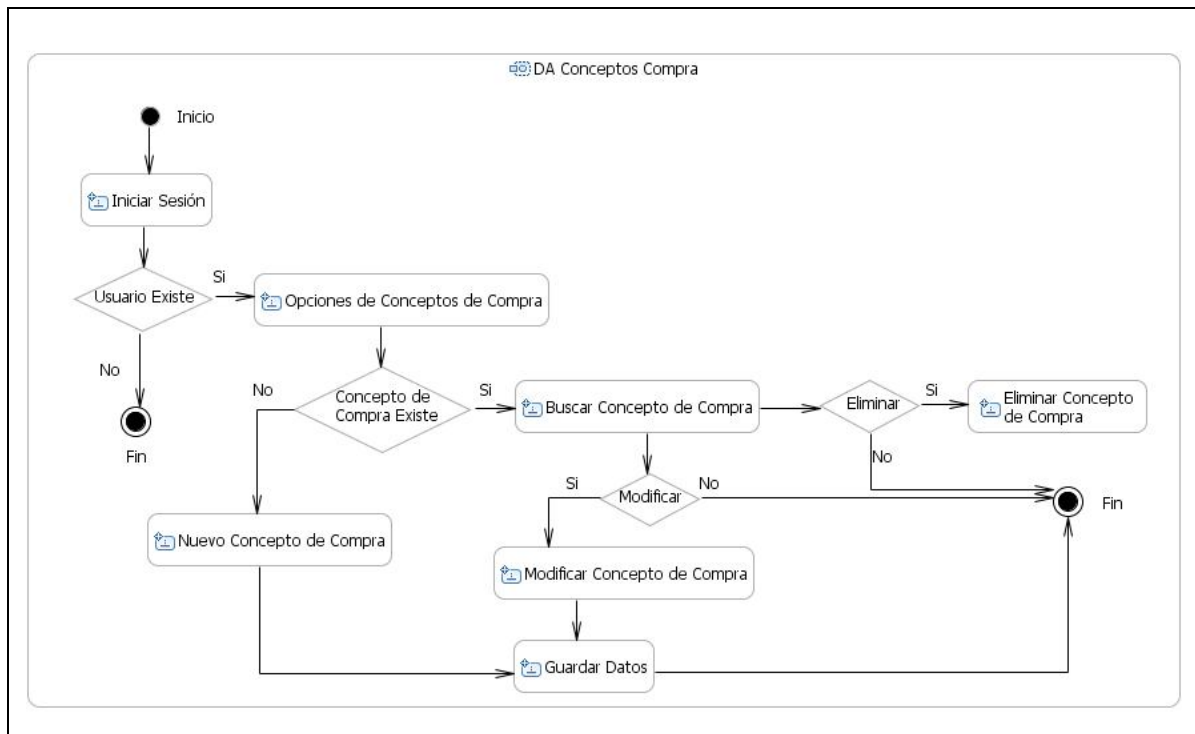 DA Conceptos Compra
Inicio
Iniciar Sesión
Usuario Existe
Si
Opciones de Conceptos de Compra
No
Fin
Concepto de
Compra Existe
No
Si
Buscar Concepto de Compra
Eliminar
Si
Eliminar Concepto
de Compra
No
Modificar
Si
No
Fin
Nuevo Concepto de Compra
Modificar Concepto de Compra
Guardar Datos